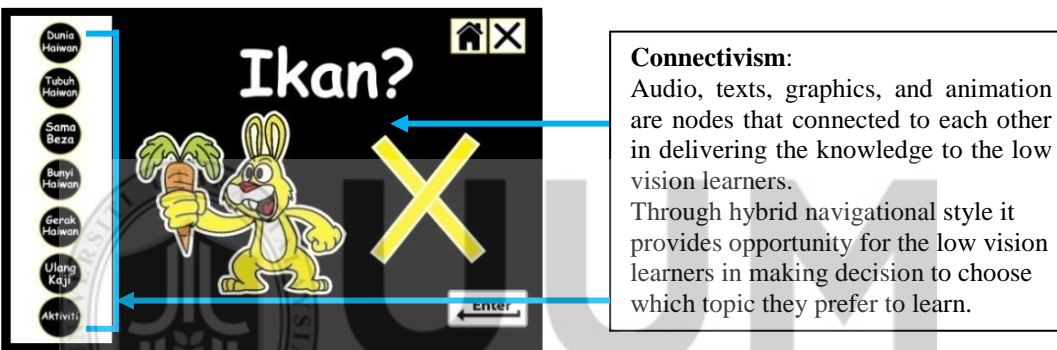 Dunia
Haiwan
Tubuh
Haiwan
Sama
Beza
Bunyi
Haiwan
Gerak
Haiwan
Ulang
Kaji
Aktiviti
Ikan?
Enter
Connectivism:
Audio, texts, graphics, and animation
are nodes that connected to each other
in delivering the knowledge to the low
vision learners.
Through hybrid navigational style it
provides opportunity for the low vision
learners in making decision to choose
which topic they prefer to learn.
UUM